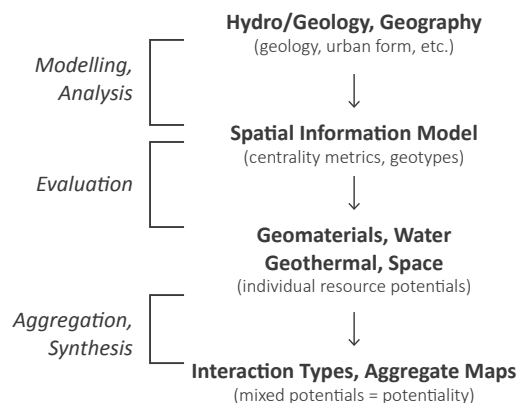 Hydro/Geology, Geography
(geology, urban form, etc.)
Modelling,
Analysis
Spatial Information Model
(centrality metrics, geotypes)
Evaluation
Geomaterials, Water
Geothermal, Space
(individual resource potentials)
Aggregation,
Synthesis
Interaction Types, Aggregate Maps
(mixed potentials = potentiality)